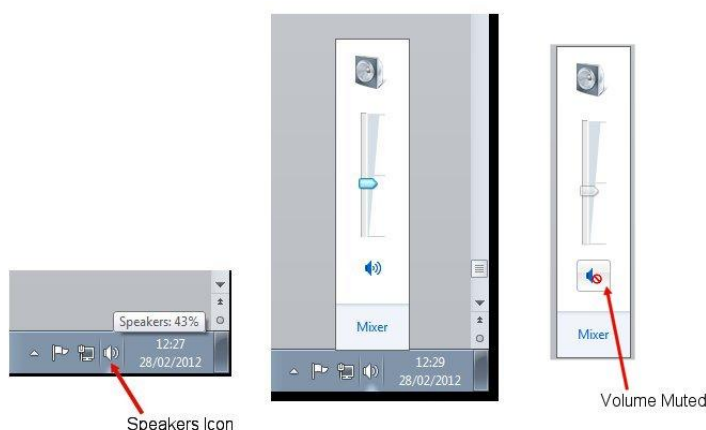 Speakers: 43%
12:27
28/02/2012
Speakers Icon
Mixer
12:29
28/02/2012
Mixer
Volume Muted